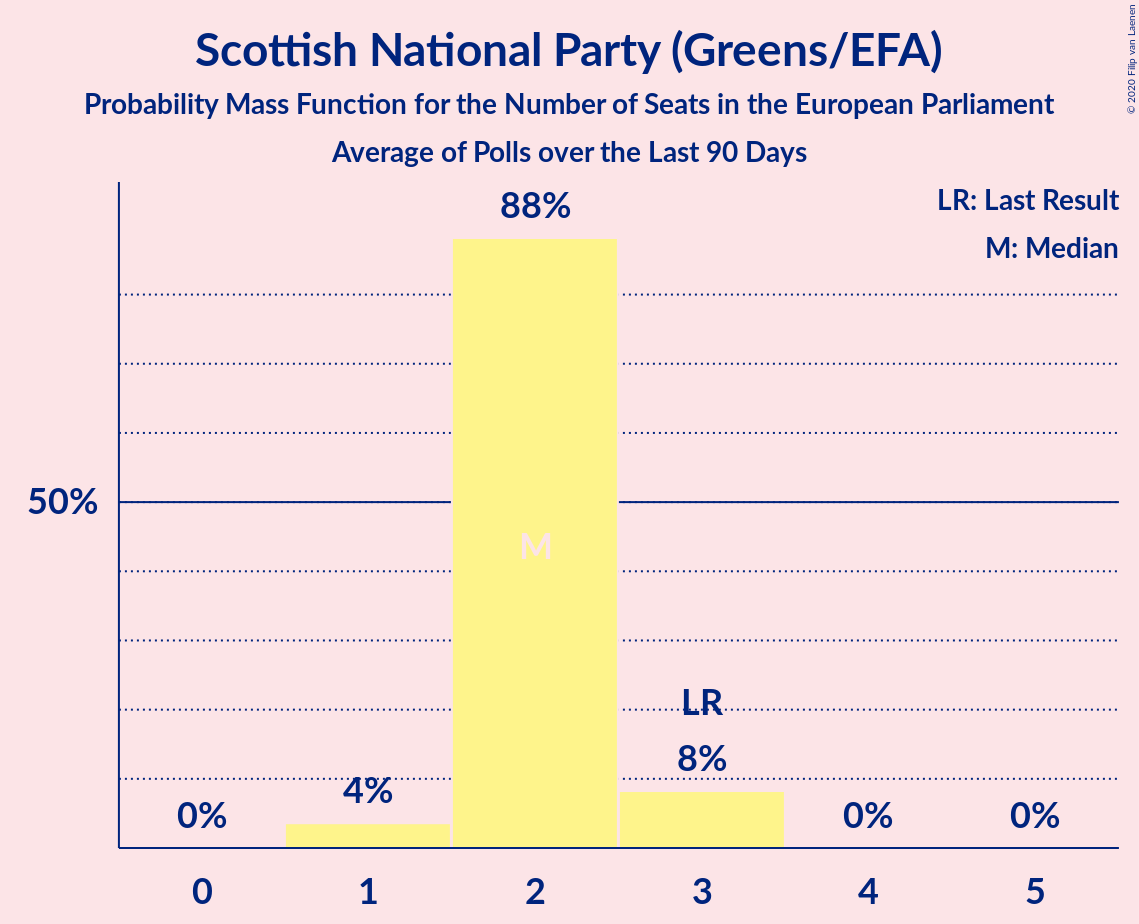 Scottish National Party (Greens/EFA)
Probability Mass Function for the Number of Seats in the European Parliament
Average of Polls over the Last 90 Days
© 2020 Filip van Laenen
LR: Last Result
M: Median
88%
50%
M
LR
8%
4%
0%
0%
0%
0
1
2
3
4
5